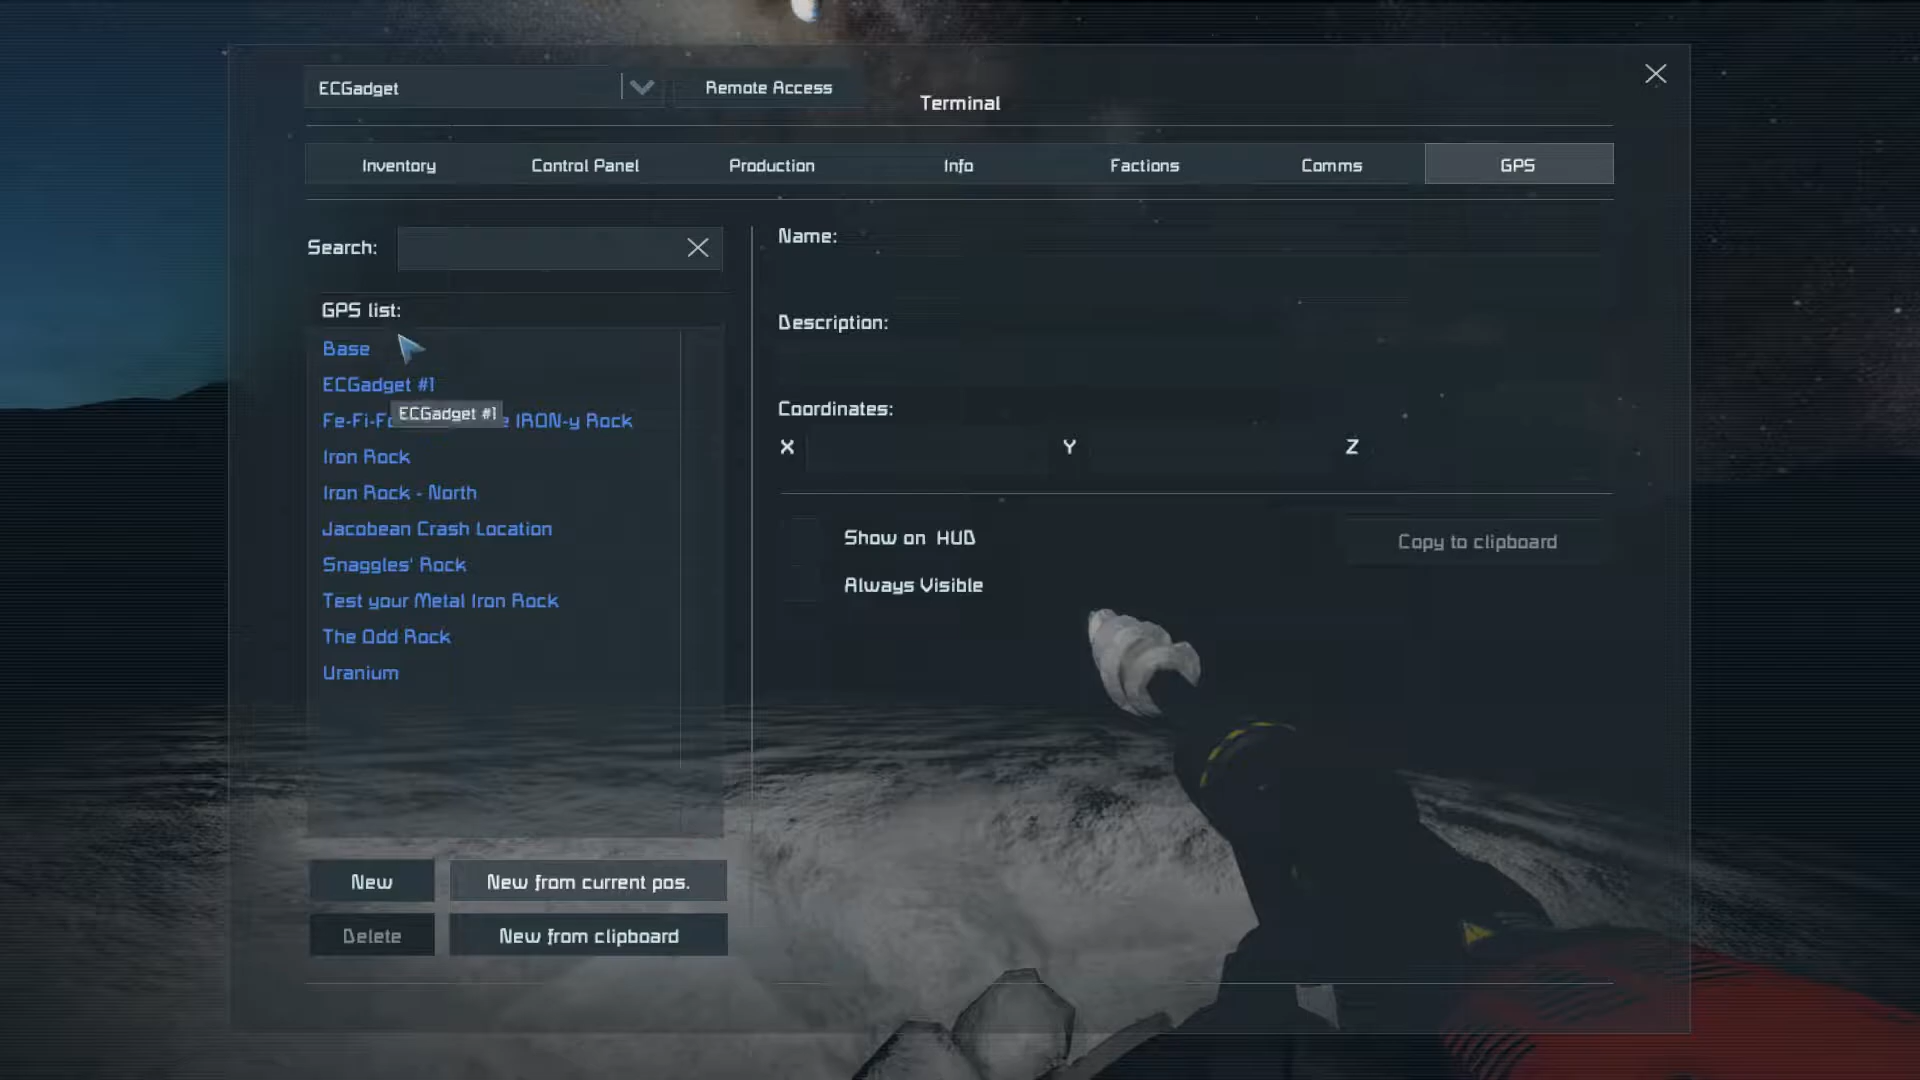 ECGadget
Remote Access
Terminal
Inventory
Control Panel
Production
Info
Factions
Comms
GPS
Search:
GPS list:
Base
ECGadget #1
ECGadget #1
Fe-Fi-F IRON-y Rock
Iron Rock
Iron Rock - North
Jacobean Crash Location
Snaggles' Rock
Test your Metal Iron Rock
The Odd Rock
Uranium
New
New from current pos.
Delete
New from clipboard
Name:
Description:
Coordinates:
X
Y
Z
Show on HUD
Copy to clipboard
Always Visible